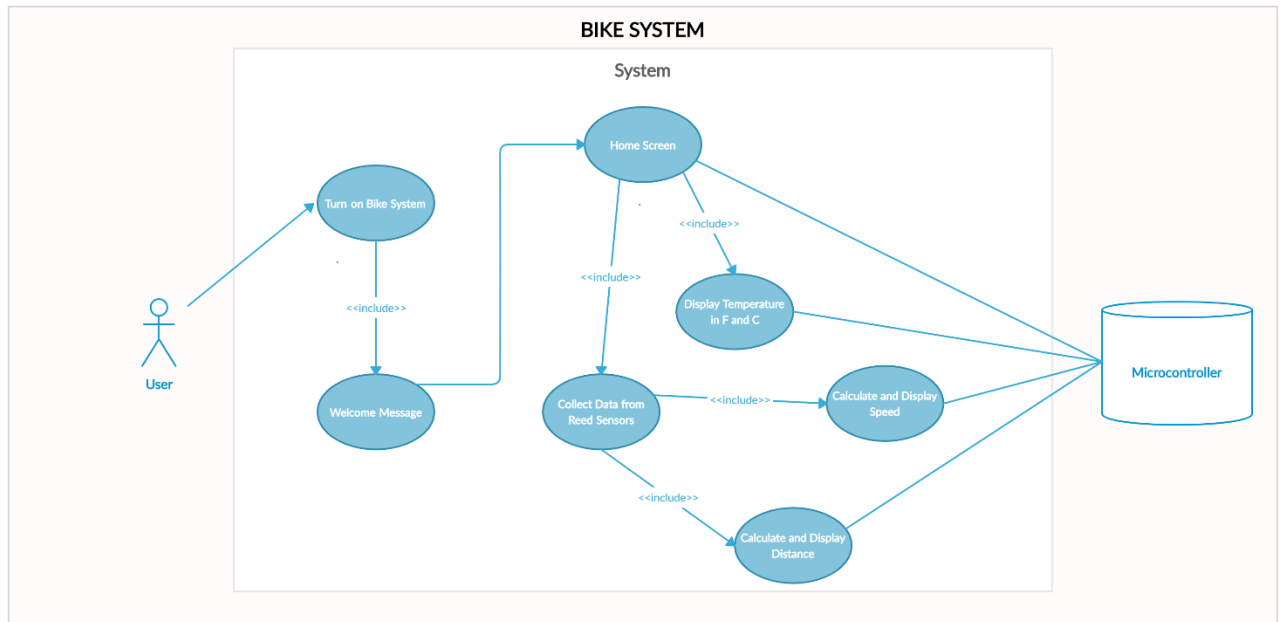 BIKE SYSTEM
System
Home Screen
Turn on Bike System
<<include>>
<<include>>
<<include>>
Display Temperature
in F and C
User
Microcontroller
Welcome Message
Collect Data from
Reed Sensors
<<include>>
Calculate and Display
Speed
<<include>>
Calculate and Display
Distance